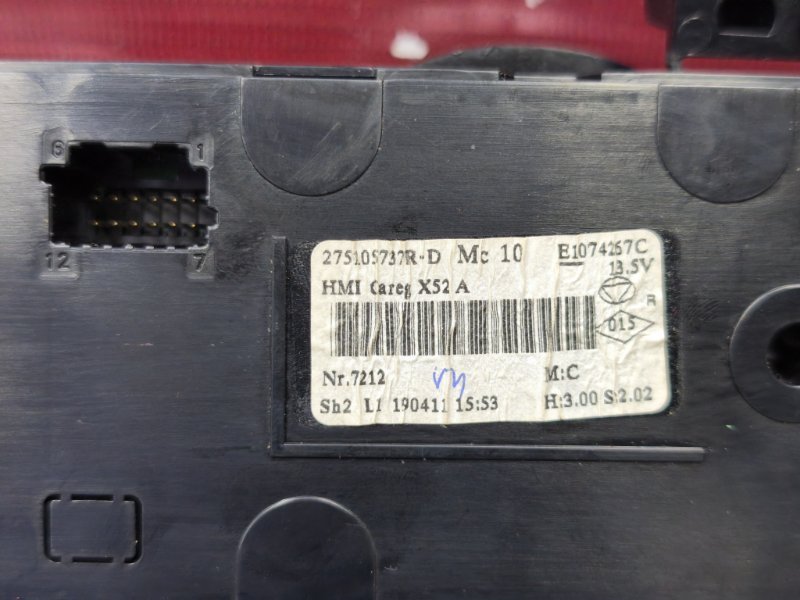 6 1
12 7
275105737R-D Mc 10 E1074267C
13.5V
HMI Careg X52 A
R
015
Nr.7212 M:C
Sh2 L1 190411 15:53 H:3.00 S:2.02